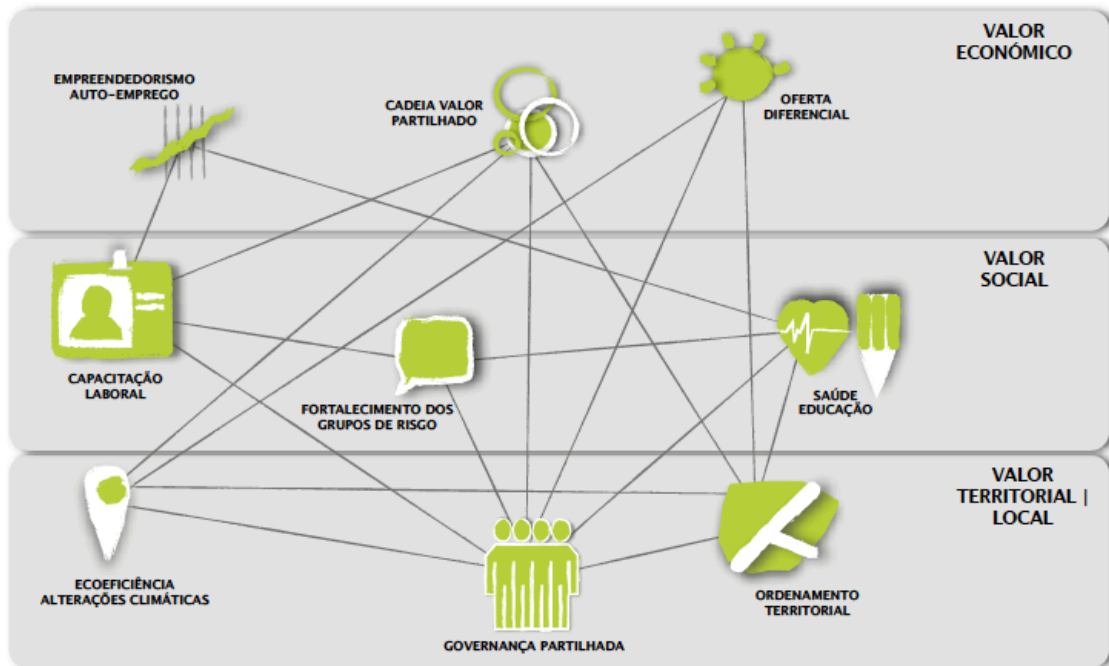 VALOR
ECONÓMICO
EMPREENDEDORISMO
AUTO-EMPREGO
CADEIA VALOR
PARTILHADO
OFERTA
DIFERENCIAL
VALOR
SOCIAL
CAPACITAÇÃO
LABORAL
FORTALECIMENTO DOS
GRUPOS DE RISGO
SAÚDE
EDUCAÇÃO
VALOR
TERRITORIAL |
LOCAL
ECOEFICIÊNCIA
ALTERAÇÕES CLIMÁTICAS
GOVERNANÇA PARTILHADA
ORDENAMENTO
TERRITORIAL